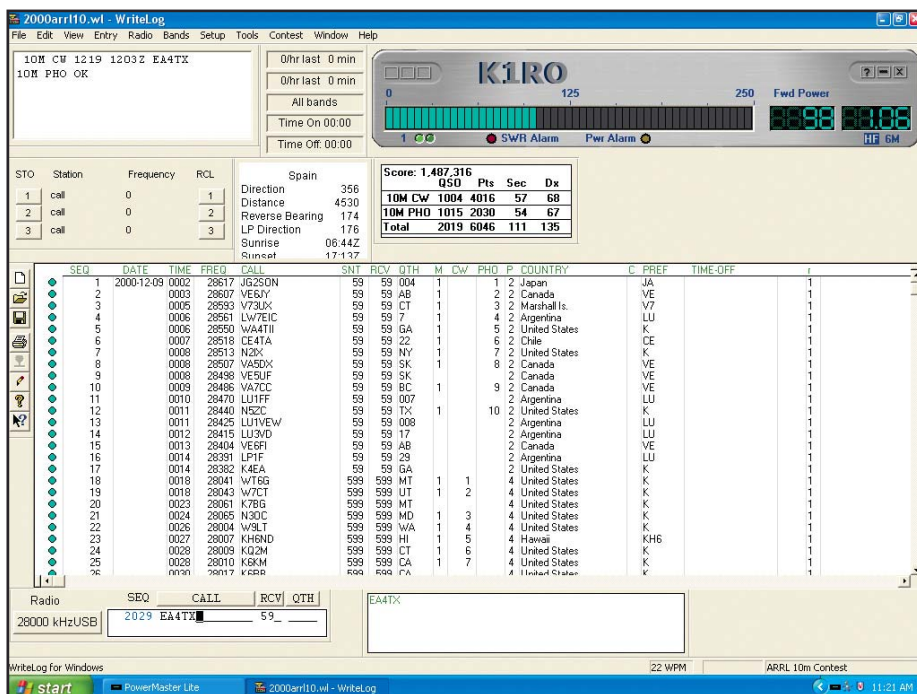 2000arrl10.wl - WriteLog
File Edit View Entry Radio Bands Setup Tools Contest Window Help
10M CW 1219 1203Z EA4TX
10M PHO OK
0/hr last 0 min
0/hr last 0 min
All bands
Time On 00:00
Time Off: 00:00
K1RO
0 125 250 Fwd Power
98 1.06
1 SWR Alarm Pwr Alarm HF 6M
STO Station Frequency RCL
1 call 0 1
2 call 0 2
3 call 0 3
Spain
Direction 356
Distance 4530
Reverse Bearing 174
LP Direction 176
Sunrise 06:44Z
Sunset 17:13Z
Score: 1,487,316
QSO Pts Sec Dx
10M CW 1004 4016 57 68
10M PHO 1015 2030 54 67
Total 2019 6046 111 135
SEQ DATE TIME FREQ CALL SNT RCV QTH M CW PHO P COUNTRY C PREF TIME-OFF r
1 2000-12-09 0002 28617 JG2SON 59 59 004 1 1 2 Japan JA 1
2 0003 28607 VE6JY 59 59 AB 1 2 2 Canada VE 1
3 0005 28593 V73UX 59 59 CT 1 3 2 Marshall Is. V7 1
4 0006 28561 LW7EIC 59 59 7 1 4 2 Argentina LU 1
5 0006 28550 WA4TII 59 59 GA 1 5 2 United States K 1
6 0007 28518 CE4TA 59 59 22 1 6 2 Chile CE 1
7 0008 28513 N2IX 59 59 NY 1 7 2 United States K 1
8 0008 28507 VA5DX 59 59 SK 1 8 2 Canada VE 1
9 0008 28498 VE5UF 59 59 SK 2 Canada VE 1
10 0009 28486 VA7CC 59 59 BC 1 9 2 Canada VE 1
11 0010 28470 LU1FF 59 59 007 2 Argentina LU 1
12 0011 28440 N5ZC 59 59 TX 1 10 2 United States K 1
13 0011 28425 LU1VEW 59 59 008 2 Argentina LU 1
14 0012 28415 LU3VD 59 59 17 2 Argentina LU 1
15 0013 28404 VE6FI 59 59 AB 2 Canada VE 1
16 0014 28391 LP1F 59 59 29 2 Argentina LU 1
17 0014 28382 K4EA 59 59 GA 2 United States K 1
18 0018 28041 WT6G 599 599 MT 1 1 4 United States K 1
19 0018 28043 W7CT 599 599 UT 1 2 4 United States K 1
20 0023 28061 K7BG 599 599 MT 4 United States K 1
21 0024 28065 N3OC 599 599 MD 1 3 4 United States K 1
22 0026 28004 W9LT 599 599 WA 1 4 4 United States K 1
23 0027 28007 KH6ND 599 599 HI 1 5 4 Hawaii KH6 1
24 0028 28009 KQ2M 599 599 CT 1 6 4 United States K 1
25 0028 28010 K6KM 599 599 CA 1 7 4 United States K 1
26 0030 28017 599 599 CA 4 United States K 1
Radio SEQ CALL RCV QTH
28000 kHzUSB 2029 EA4TX 59
EA4TX
WriteLog for Windows 22 WPM ARRL 10m Contest
start PowerMaster Lite 2000arrl10.wl - WriteLog 11:21 AM